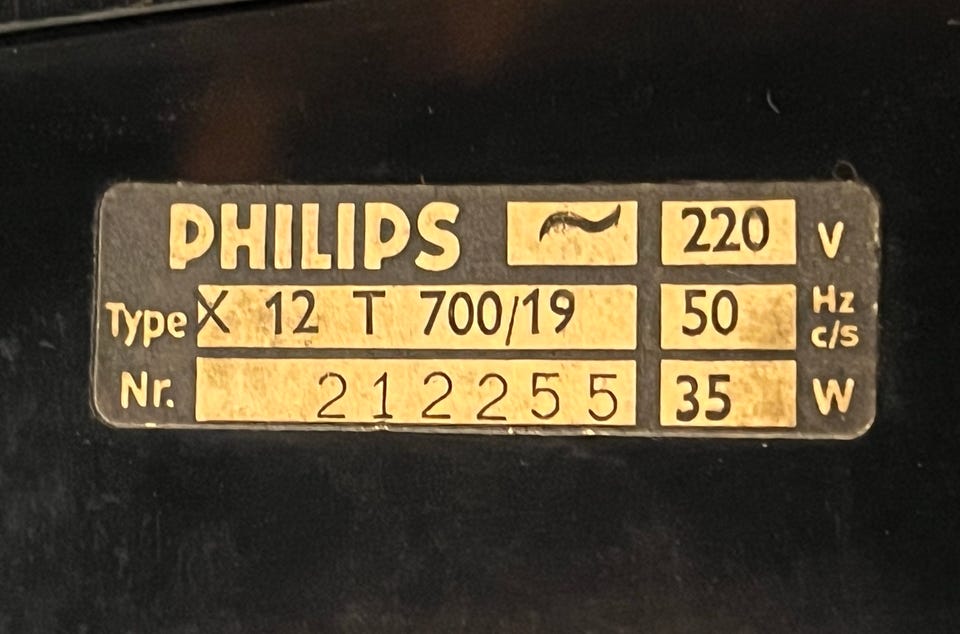 PHILIPS ~ 220 V
Type X 12 T 700/19 50 Hz c/s
Nr. 212255 35 W